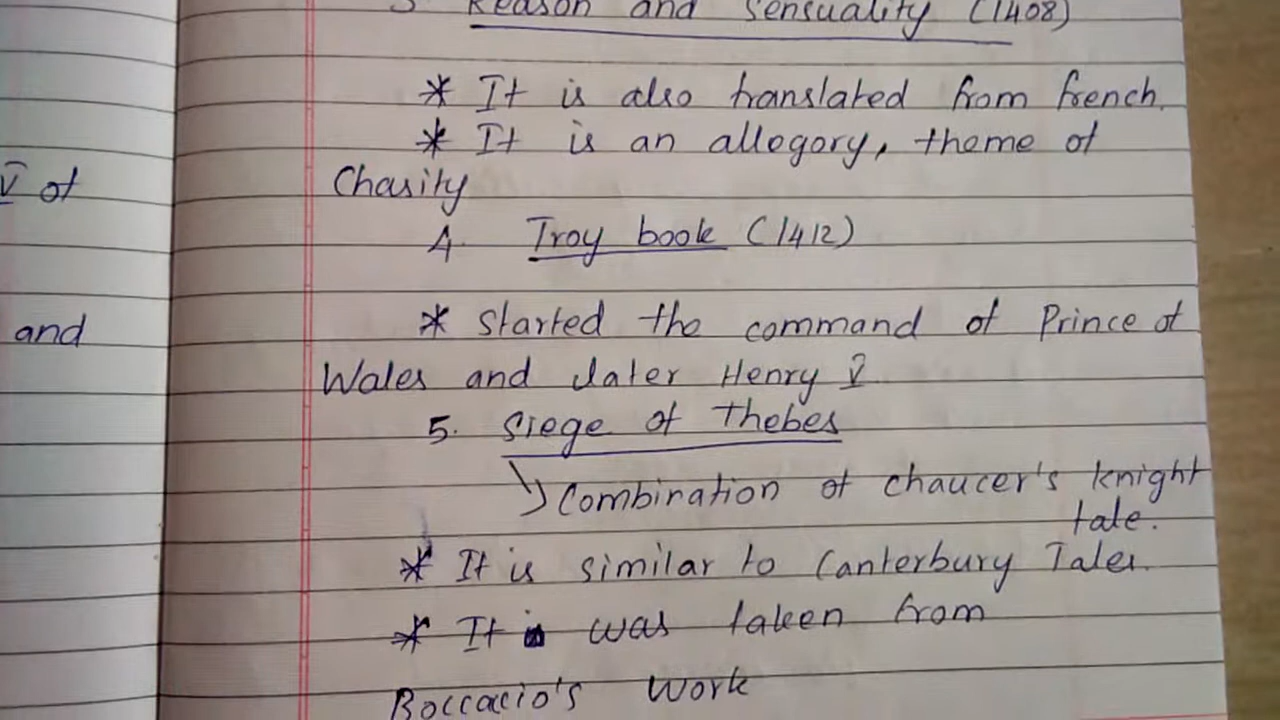 V of
and
3 Reason and Sensuality (1408)
* It is also translated from french.
* It is an allogory, theme of
Chasity
4. Troy book (1412)
* Started the command of Prince of
Wales and later Henry V
5. Siege of Thebes
Combination of chaucer's knight
tale.
* It is similar to Canterbury Tales.
* It was taken from
Boccacio's work